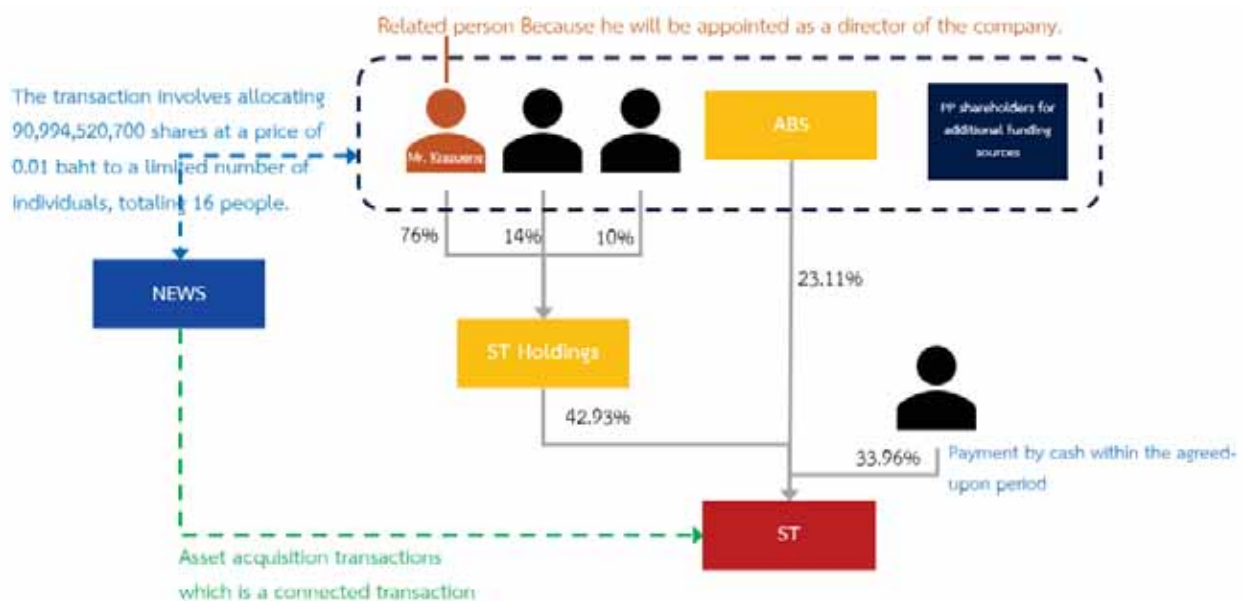 Related person Because he will be appointed as a director of the company.
The transaction involves allocating
90,994,520,700 shares at a price of
0.01 baht to a limited number of
individuals, totaling 16 people.
Mr.
ABS
PP shareholders for
additional funding
sources
76%
14%
10%
23.11%
NEWS
ST Holdings
42.93%
33.96%
Payment by cash within the agreed-
upon period
ST
Asset acquisition transactions
which is a connected transaction